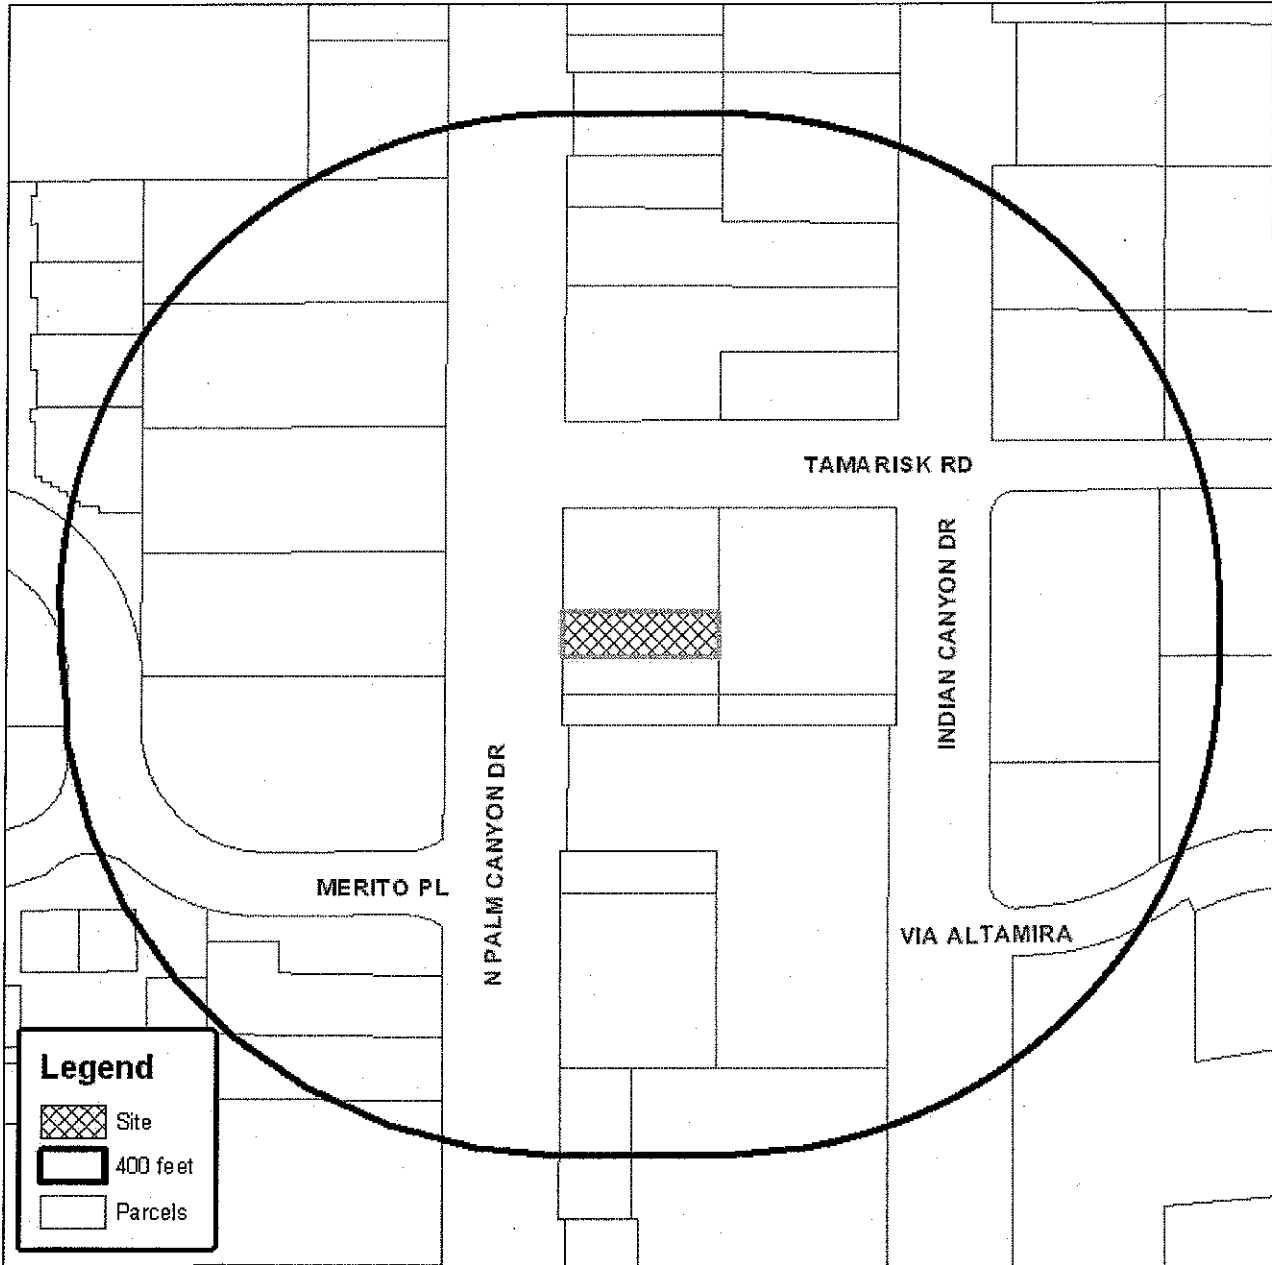 TAMARISK RD
INDIAN CANYON DR
N PALM CANYON DR
MERITO PL
VIA ALTAMIRA
Legend
Site
400 feet
Parcels